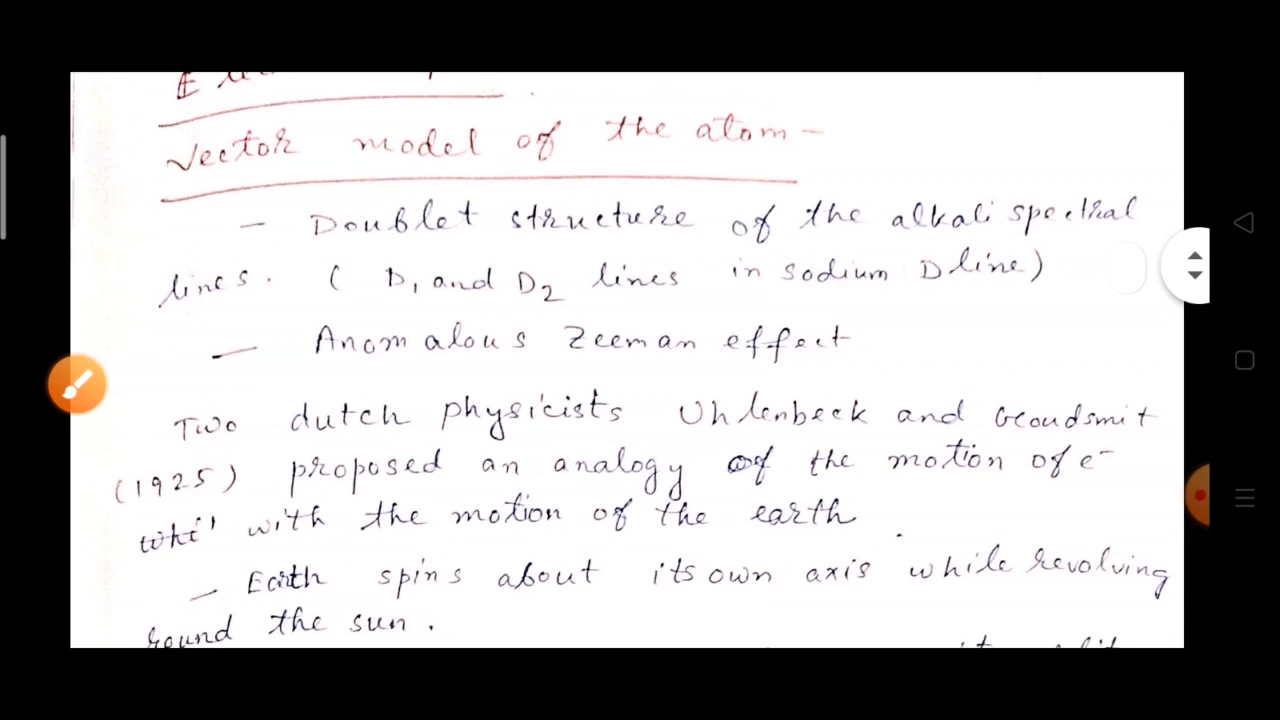 Vector model of the atom -
- Doublet structure of the alkali spectral
lines. ( D₁ and D₂ lines in sodium D line)
- Anomalous Zeeman effect
Two dutch physicists Uhlenbeck and Goudsmit
(1925) proposed an analogy of the motion of e⁻
with the motion of the earth
- Earth spins about its own axis while revolving
round the sun.